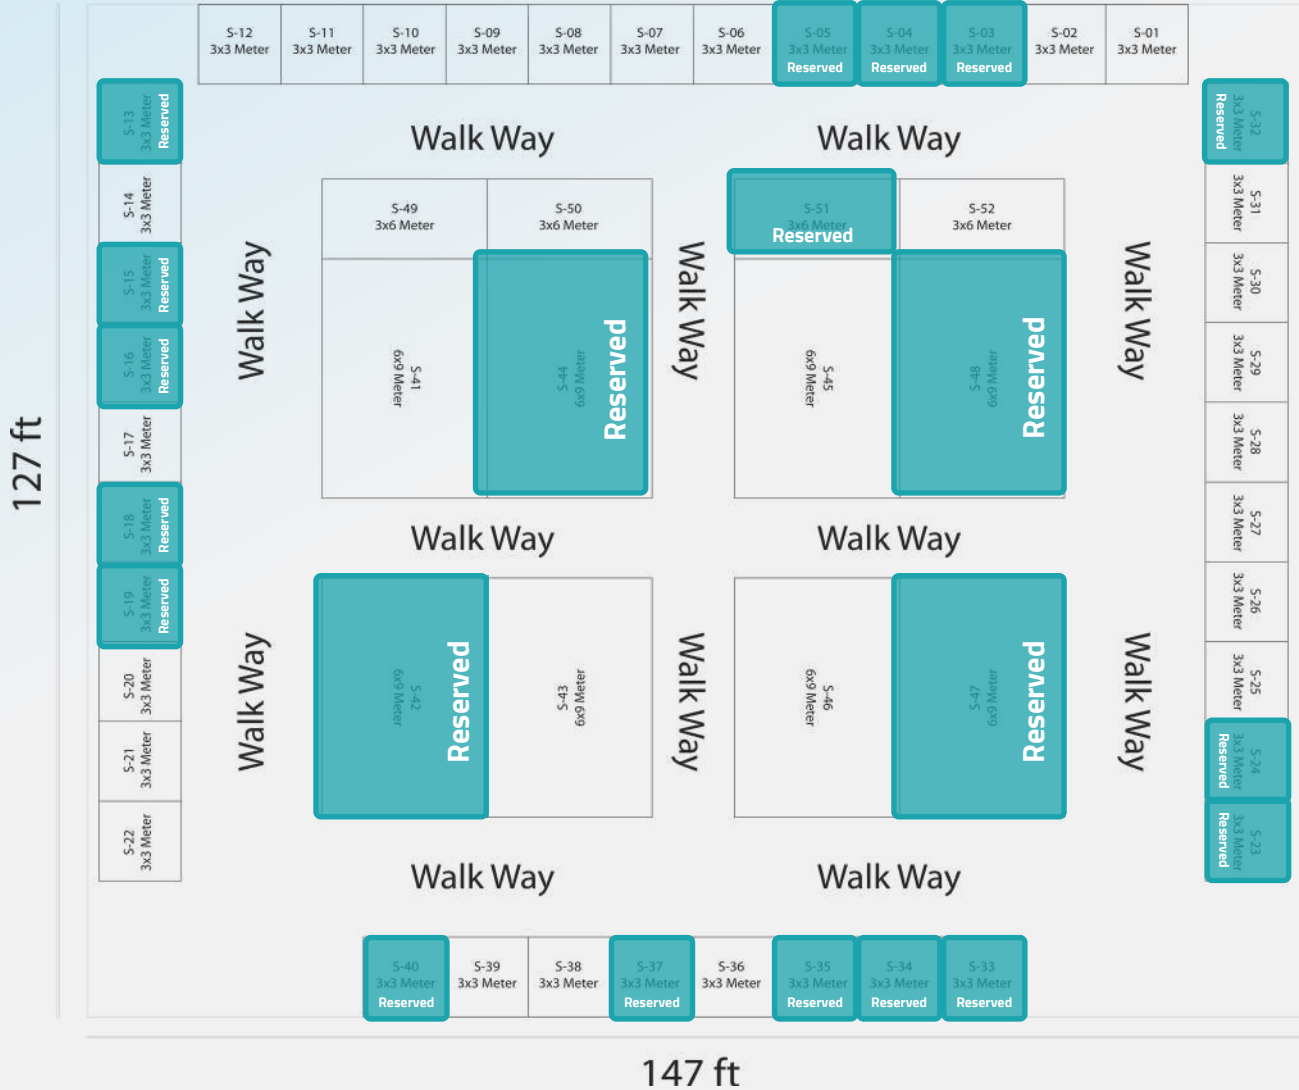 S-12
3x3 Meter
S-11
3x3 Meter
S-10
3x3 Meter
S-09
3x3 Meter
S-08
3x3 Meter
S-07
3x3 Meter
S-06
3x3 Meter
S-05
3x3 Meter
Reserved
S-04
3x3 Meter
Reserved
S-03
3x3 Meter
Reserved
S-02
3x3 Meter
S-01
3x3 Meter
S-13
3x3 Meter
Reserved
S-14
3x3 Meter
S-15
3x3 Meter
Reserved
S-16
3x3 Meter
Reserved
S-17
3x3 Meter
S-18
3x3 Meter
Reserved
S-19
3x3 Meter
Reserved
S-20
3x3 Meter
S-21
3x3 Meter
S-22
3x3 Meter
Walk Way
Walk Way
S-49
3x6 Meter
S-50
3x6 Meter
S-51
3x6 Meter
Reserved
S-52
3x6 Meter
Walk Way
S-41
6x9 Meter
S-44
6x9 Meter
Reserved
Walk Way
S-45
6x9 Meter
S-48
6x9 Meter
Reserved
Walk Way
Walk Way
Walk Way
Walk Way
S-42
6x9 Meter
Reserved
S-43
6x9 Meter
Walk Way
S-46
6x9 Meter
S-47
6x9 Meter
Reserved
Walk Way
Walk Way
Walk Way
S-32
3x3 Meter
Reserved
S-31
3x3 Meter
S-30
3x3 Meter
S-29
3x3 Meter
S-28
3x3 Meter
S-27
3x3 Meter
S-26
3x3 Meter
S-25
3x3 Meter
S-24
3x3 Meter
Reserved
S-23
3x3 Meter
Reserved
S-40
3x3 Meter
Reserved
S-39
3x3 Meter
S-38
3x3 Meter
S-37
3x3 Meter
Reserved
S-36
3x3 Meter
S-35
3x3 Meter
Reserved
S-34
3x3 Meter
Reserved
S-33
3x3 Meter
Reserved
127 ft
147 ft